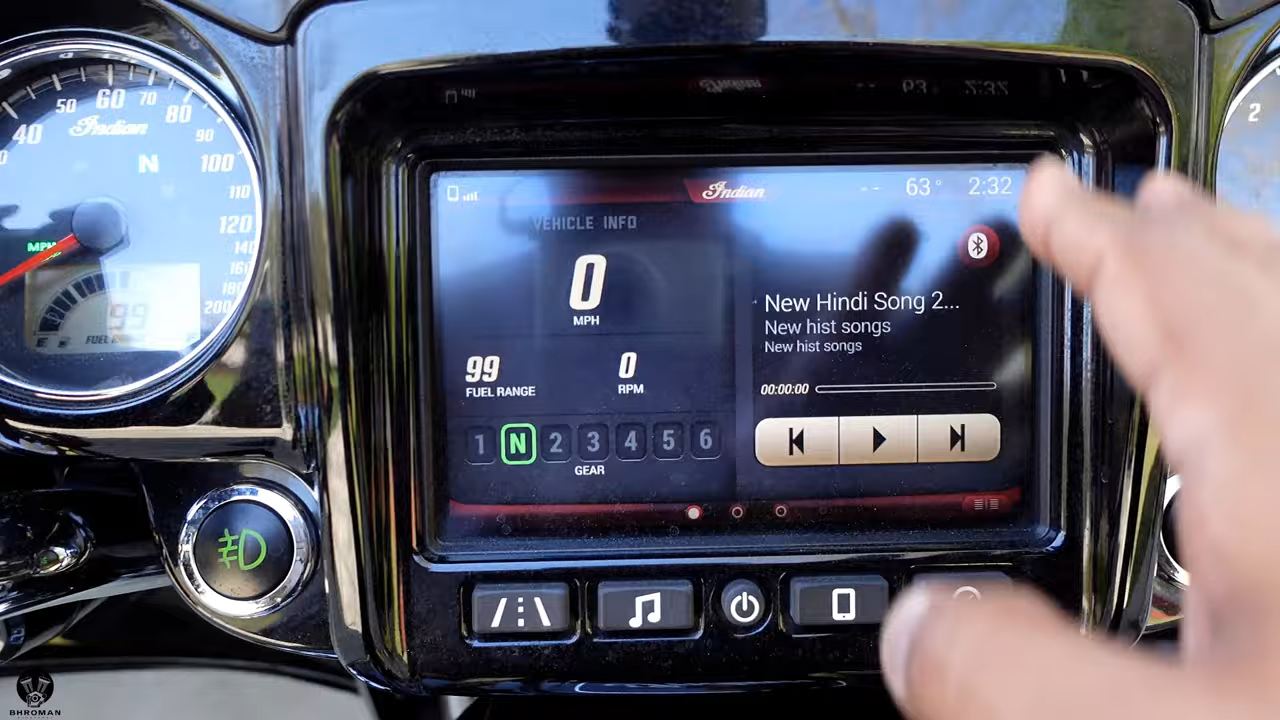 40
50
60
70
80
90
100
110
120
140
160
180
200
Indian
N
MPH
99
E
Indian
-- 63° 2:32
VEHICLE INFO
0
MPH
99
FUEL RANGE
0
RPM
1 N 2 3 4 5 6
GEAR
New Hindi Song 2...
New hist songs
New hist songs
00:00:00
2
BHROMAN